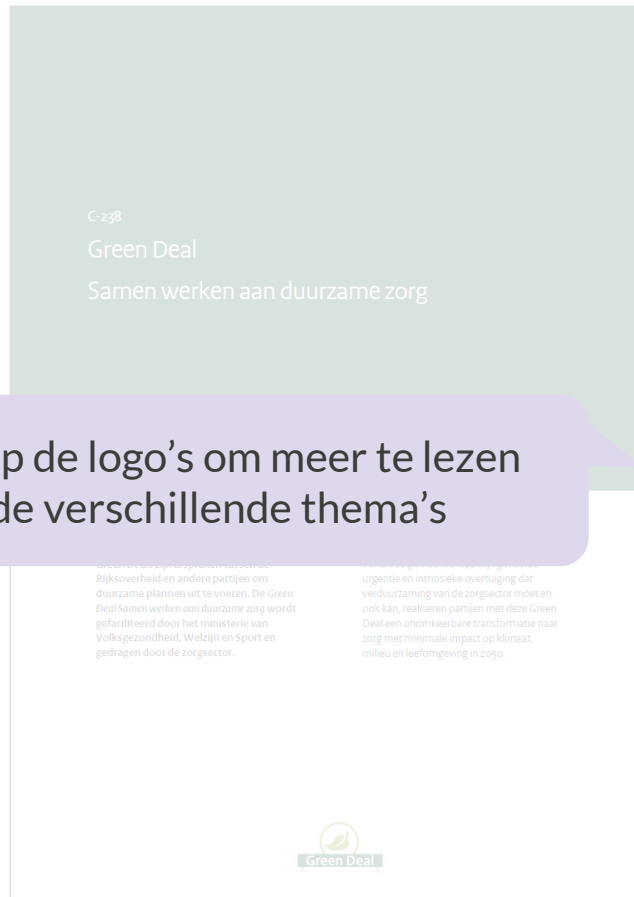 C-238
Green Deal
Samen werken aan duurzame zorg
p de logo's om meer te lezen
de verschillende thema's
Rijksoverheid en andere partijen om
duurzame plannen uit te voeren. De Green
Deal Samen werken aan duurzame zorg wordt
gefaciliteerd door het ministerie van
Volksgezondheid, Welzijn en Sport en
gedragen door de zorgsector.
urgentie en intrinsieke overtuiging dat
verduurzaming van de zorgsector móet en
ook kán, realiseren partijen met deze Green
Deal een onomkeerbare transformatie naar
zorg met minimale impact op klimaat,
milieu en leefomgeving in 2050.
Green Deal